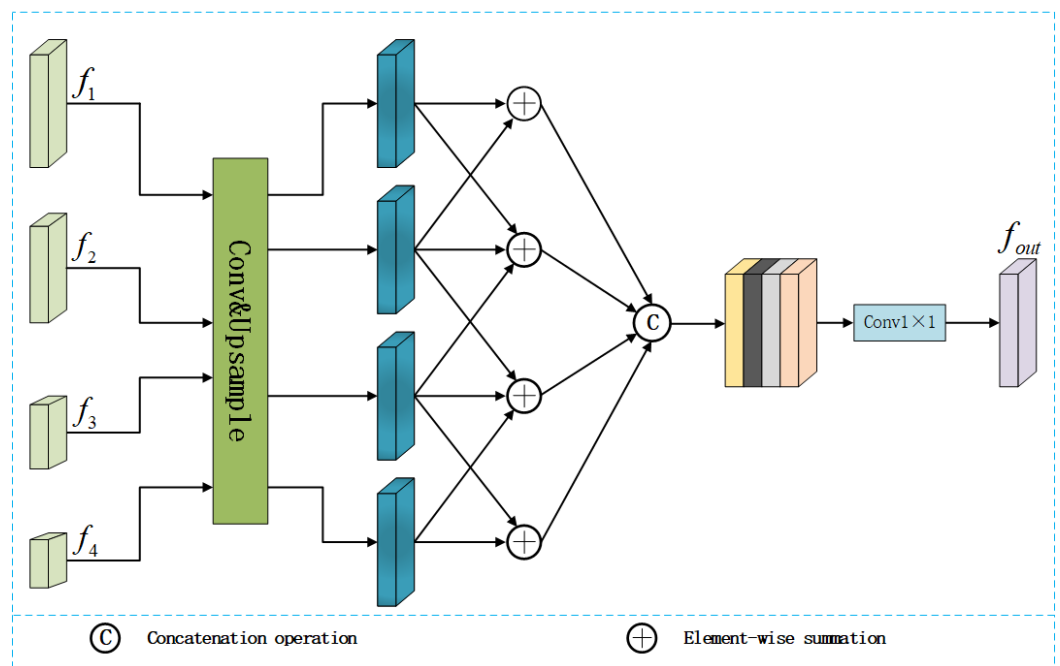 f1
f2
f3
f4
Conv&Upsample
C
fout
Conv1×1
C Concatenation operation
+ Element-wise summation